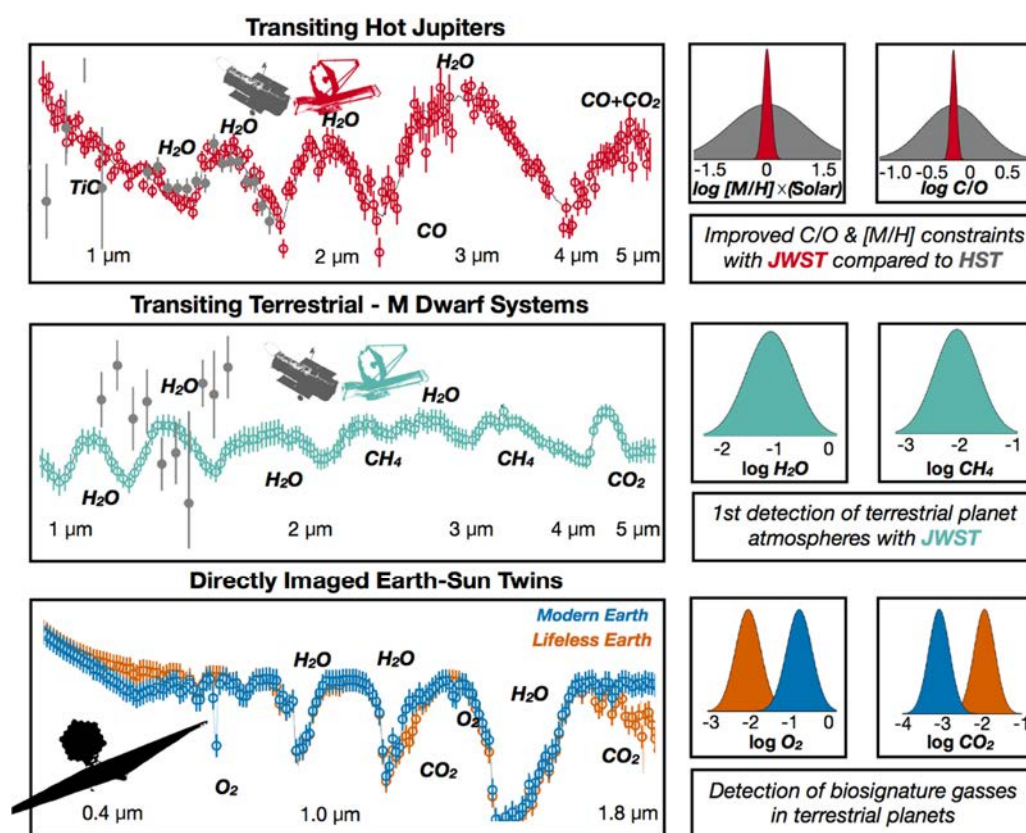 Transiting Hot Jupiters
H₂O
CO+CO₂
H₂O
H₂O
H₂O
TiO
CO
1 μm
2 μm
3 μm
4 μm
5 μm
-1.5
0
1.5
log [M/H] ×(Solar)
-1.0
-0.5
0
0.5
log C/O
Improved C/O & [M/H] constraints
with JWST compared to HST
Transiting Terrestrial - M Dwarf Systems
H₂O
H₂O
H₂O
H₂O
CH₄
CH₄
CO₂
1 μm
2 μm
3 μm
4 μm
5 μm
-2
-1
0
log H₂O
-3
-2
-1
log CH₄
1st detection of terrestrial planet
atmospheres with JWST
Directly Imaged Earth-Sun Twins
Modern Earth
Lifeless Earth
H₂O
H₂O
H₂O
O₂
O₂
CO₂
CO₂
0.4 μm
1.0 μm
1.8 μm
-3
-2
-1
0
log O₂
-4
-3
-2
-1
log CO₂
Detection of biosignature gasses
in terrestrial planets